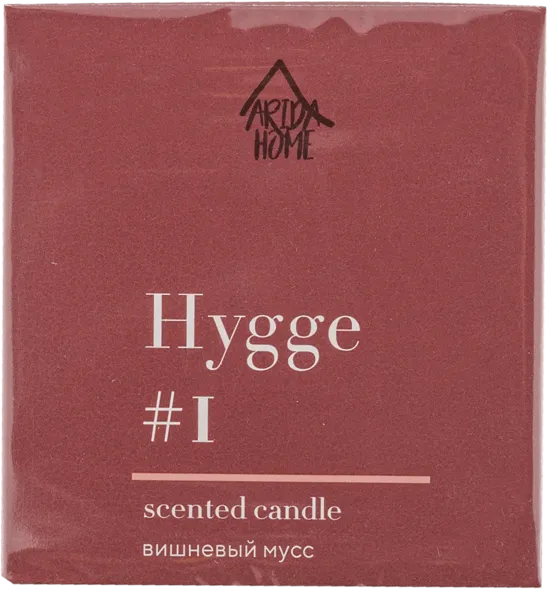 ARIDA
HOME
Hygge
#1
scented candle
вишневый мусс